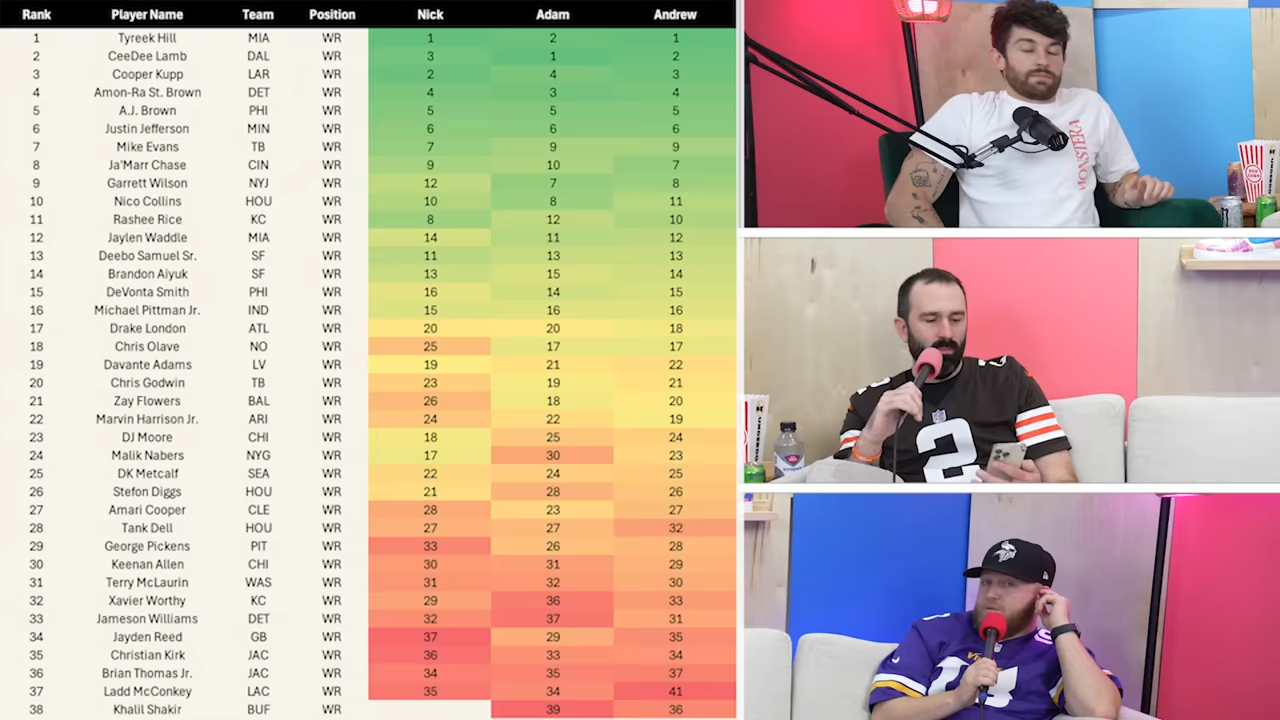 Rank Player Name Team Position Nick Adam Andrew
1 Tyreek Hill MIA WR 1 2 1
2 CeeDee Lamb DAL WR 3 1 2
3 Cooper Kupp LAR WR 2 4 3
4 Amon-Ra St. Brown DET WR 4 3 4
5 A.J. Brown PHI WR 5 5 5
6 Justin Jefferson MIN WR 6 6 6
7 Mike Evans TB WR 7 9 9
8 Ja'Marr Chase CIN WR 9 10 7
9 Garrett Wilson NYJ WR 12 7 8
10 Nico Collins HOU WR 10 8 11
11 Rashee Rice KC WR 8 12 10
12 Jaylen Waddle MIA WR 14 11 12
13 Deebo Samuel Sr. SF WR 11 13 13
14 Brandon Aiyuk SF WR 13 15 14
15 DeVonta Smith PHI WR 16 14 15
16 Michael Pittman Jr. IND WR 15 16 16
17 Drake London ATL WR 20 20 18
18 Chris Olave NO WR 25 17 17
19 Davante Adams LV WR 19 21 22
20 Chris Godwin TB WR 23 19 21
21 Zay Flowers BAL WR 26 18 20
22 Marvin Harrison Jr. ARI WR 24 22 19
23 DJ Moore CHI WR 18 25 24
24 Malik Nabers NYG WR 17 30 23
25 DK Metcalf SEA WR 22 24 25
26 Stefon Diggs HOU WR 21 28 26
27 Amari Cooper CLE WR 28 23 27
28 Tank Dell HOU WR 27 27 32
29 George Pickens PIT WR 33 26 28
30 Keenan Allen CHI WR 30 31 29
31 Terry McLaurin WAS WR 31 32 30
32 Xavier Worthy KC WR 29 36 33
33 Jameson Williams DET WR 32 37 31
34 Jayden Reed GB WR 37 29 35
35 Christian Kirk JAC WR 36 33 34
36 Brian Thomas Jr. JAC WR 34 35 37
37 Ladd McConkey LAC WR 35 34 41
38 Khalil Shakir BUF WR 39 36
MONSTERA
2